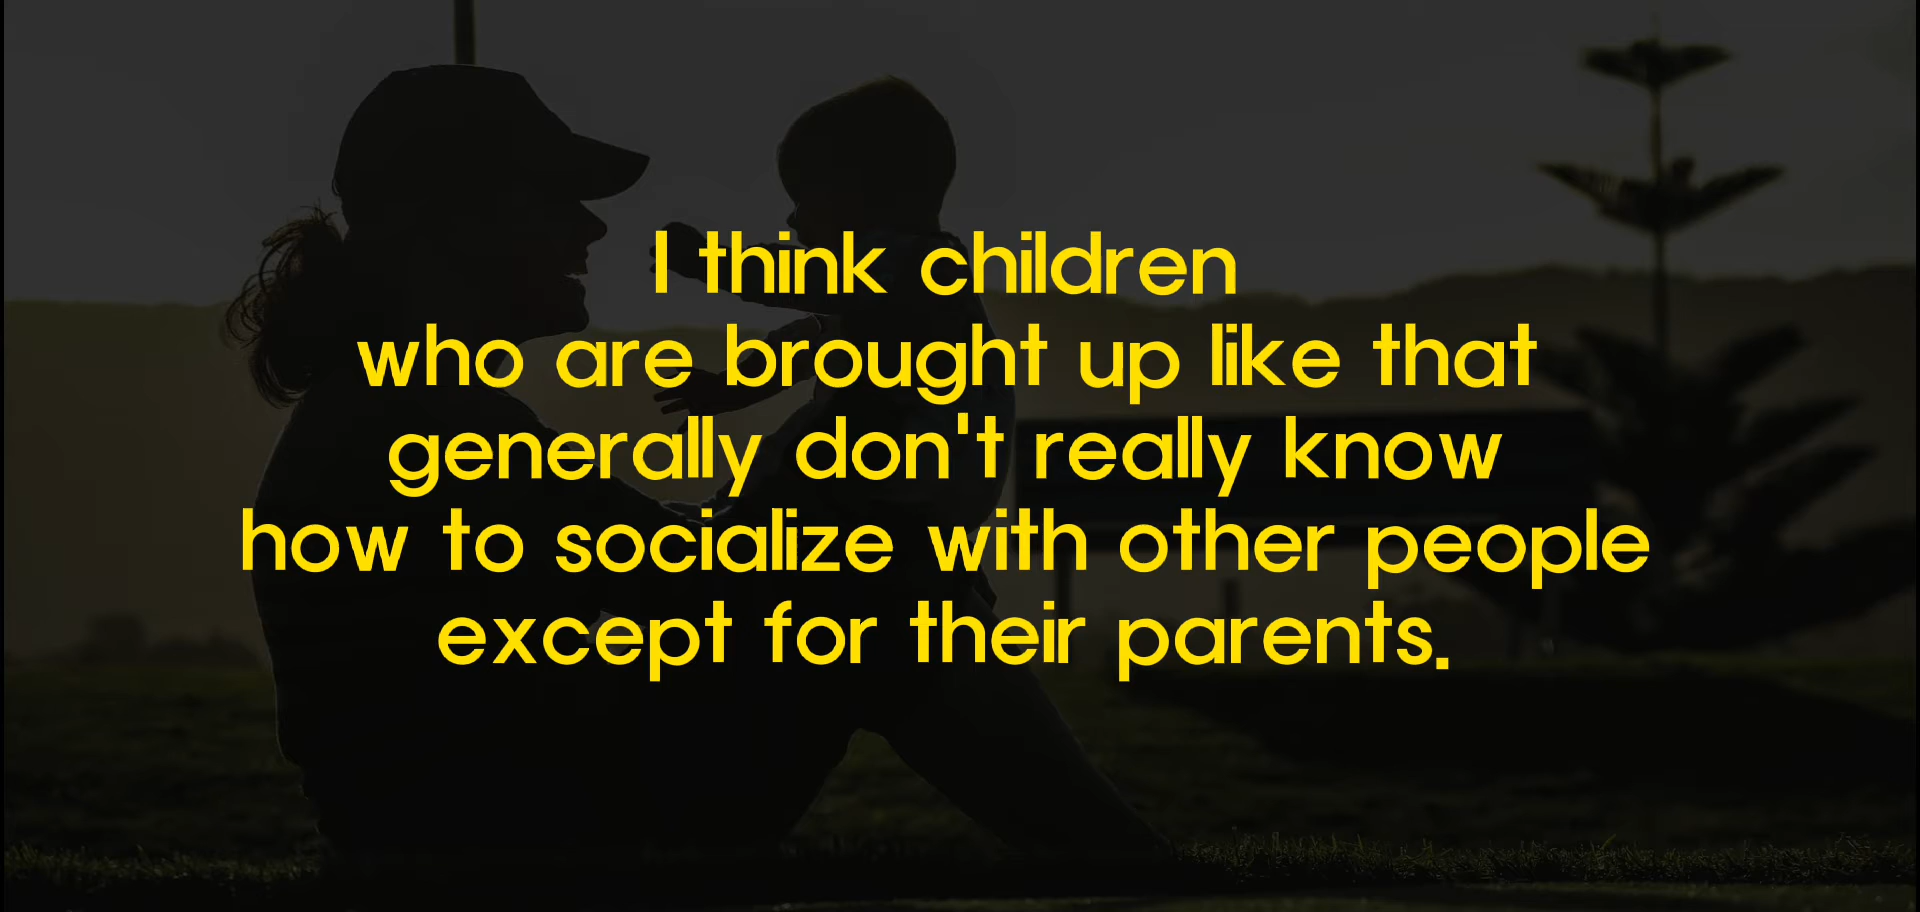 I think children
who are brought up like that
generally don't really know
how to socialize with other people
except for their parents.